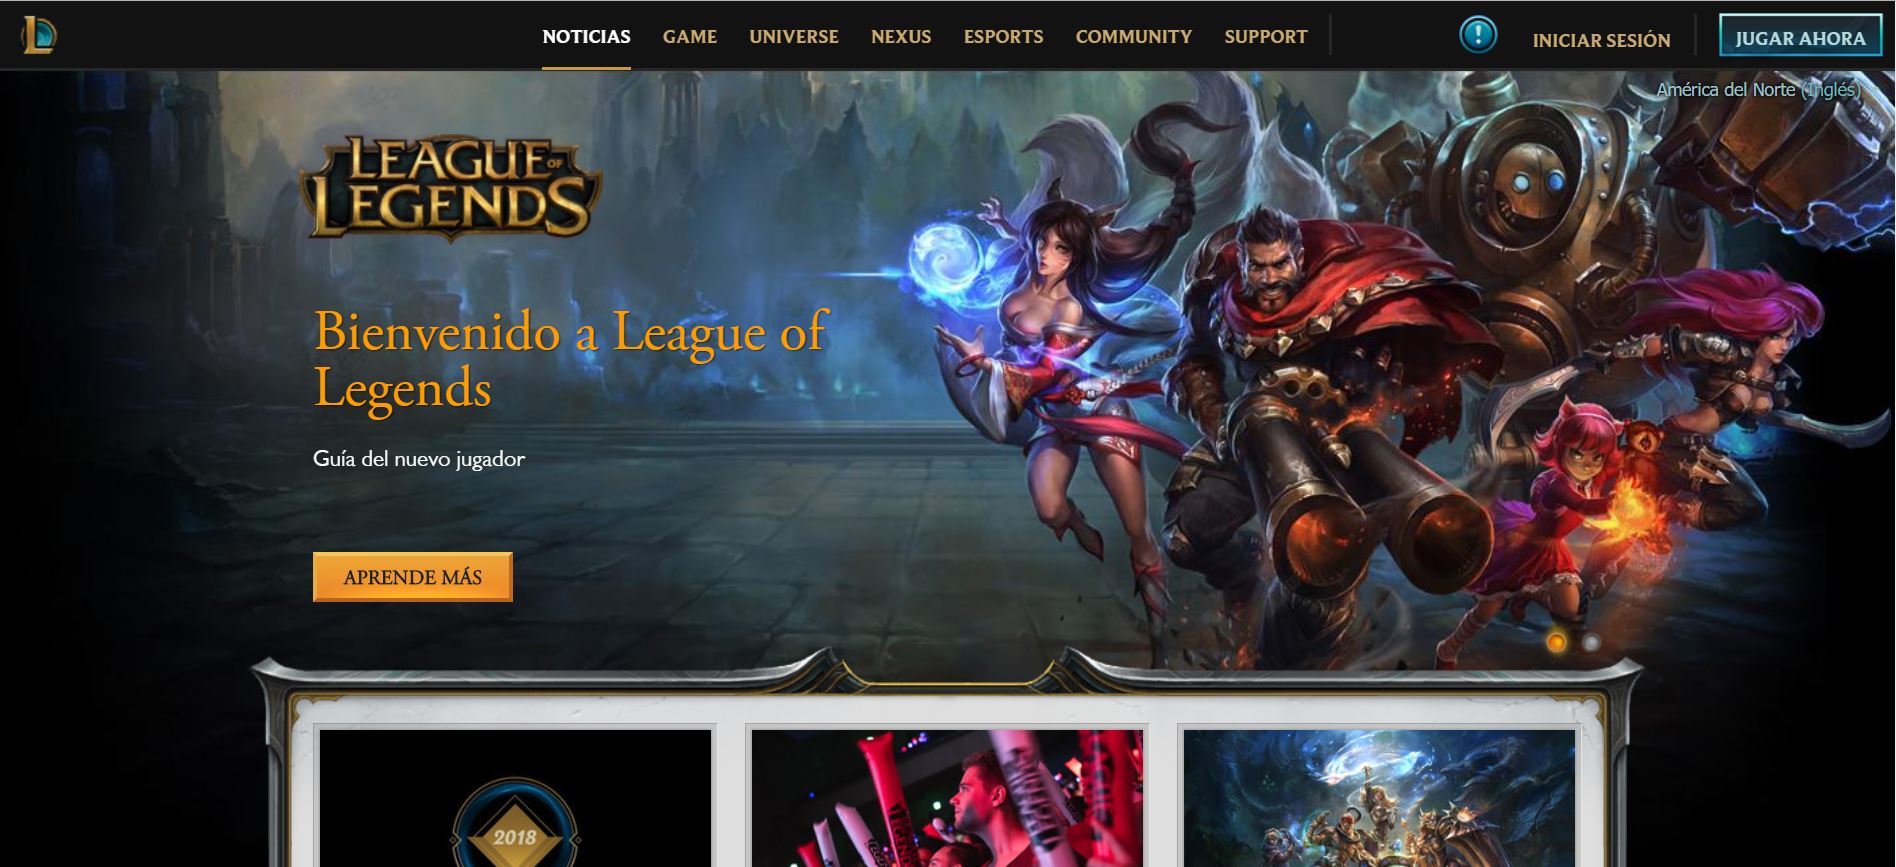 NOTICIAS GAME UNIVERSE NEXUS ESPORTS COMMUNITY SUPPORT
INICIAR SESIÓN
JUGAR AHORA
América del Norte (Inglés)
LEAGUE OF
LEGENDS
Bienvenido a League of
Legends
Guía del nuevo jugador
APRENDE MÁS
2018